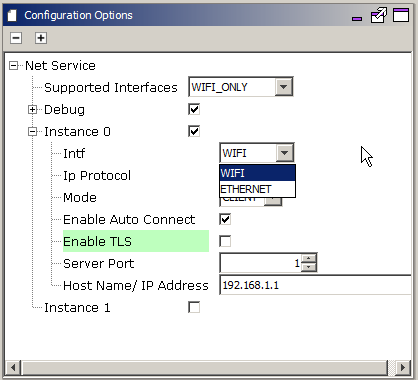 Configuration Options
Net Service
Supported Interfaces WIFI_ONLY
Debug
Instance 0
Intf WIFI
Ip Protocol WIFI
ETHERNET
Mode
Enable Auto Connect
Enable TLS
Server Port 1
Host Name/ IP Address 192.168.1.1
Instance 1